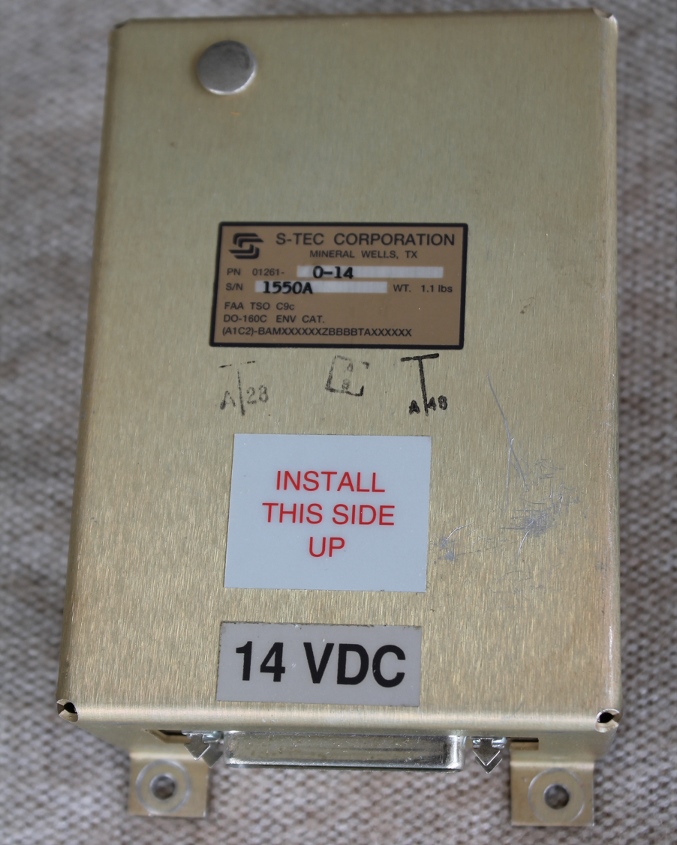 S-TEC CORPORATION
MINERAL WELLS, TX
PN 01261- 0-14
S/N 1550A WT. 1.1 lbs
FAA TSO C9c
DO-160C ENV CAT.
(A1C2)-BAMXXXXXXZBBBBTAXXXXXX
A 28 A 48
INSTALL
THIS SIDE
UP
14 VDC